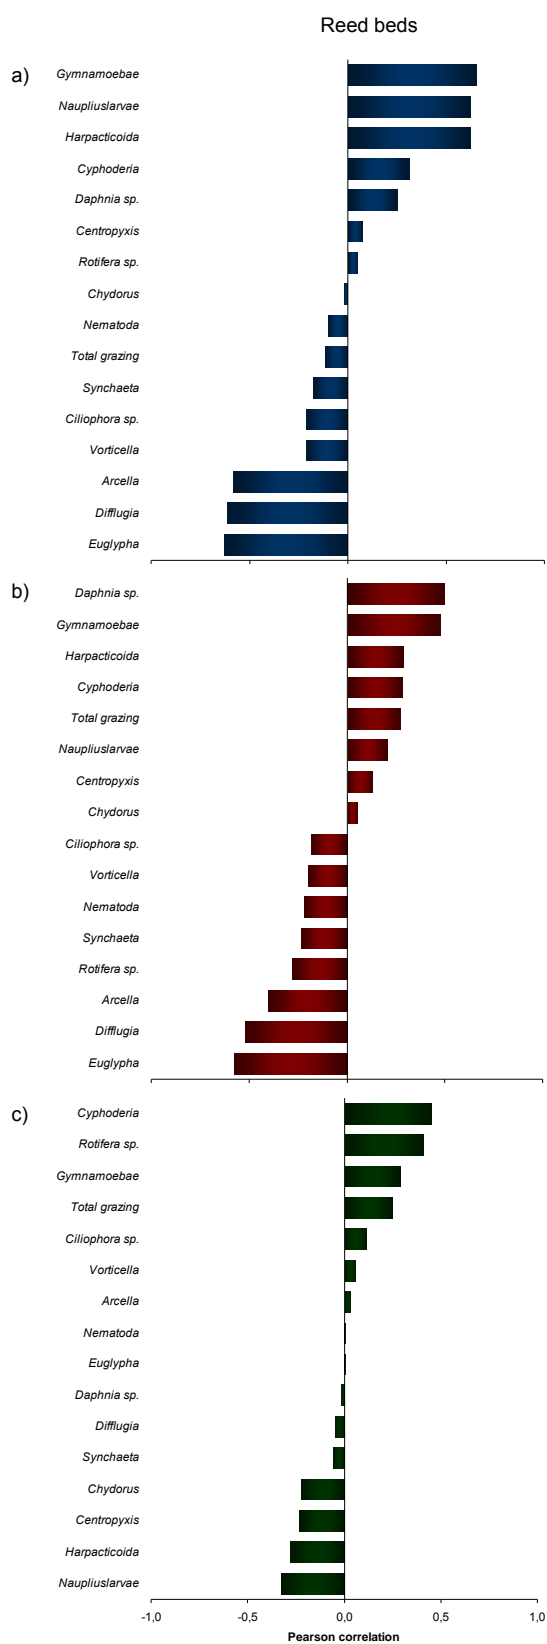 Reed beds
a)
Gymnamoebae
Naupliuslarvae
Harpacticoida
Cyphoderia
Daphnia sp.
Centropyxis
Rotifera sp.
Chydorus
Nematoda
Total grazing
Synchaeta
Ciliophora sp.
Vorticella
Arcella
Difflugia
Euglypha
b)
Daphnia sp.
Gymnamoebae
Harpacticoida
Cyphoderia
Total grazing
Naupliuslarvae
Centropyxis
Chydorus
Ciliophora sp.
Vorticella
Nematoda
Synchaeta
Rotifera sp.
Arcella
Difflugia
Euglypha
c)
Cyphoderia
Rotifera sp.
Gymnamoebae
Total grazing
Ciliophora sp.
Vorticella
Arcella
Nematoda
Euglypha
Daphnia sp.
Difflugia
Synchaeta
Chydorus
Centropyxis
Harpacticoida
Naupliuslarvae
-1,0 -0,5 0,0 0,5 1,0
Pearson correlation